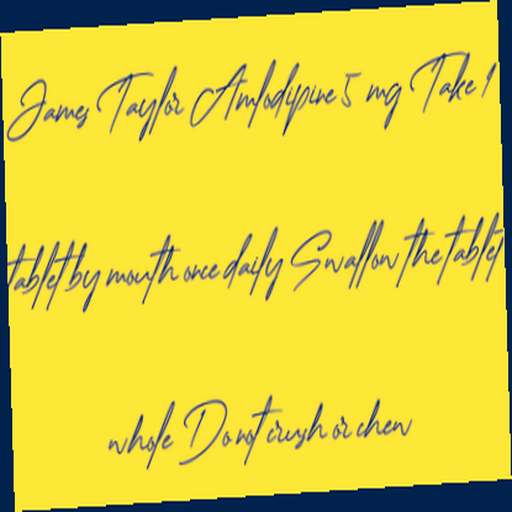 James Taylor Amlodipine 5 mg Take 1
tablet by mouth once daily Swallow the tablet
whole Do not crush or chew